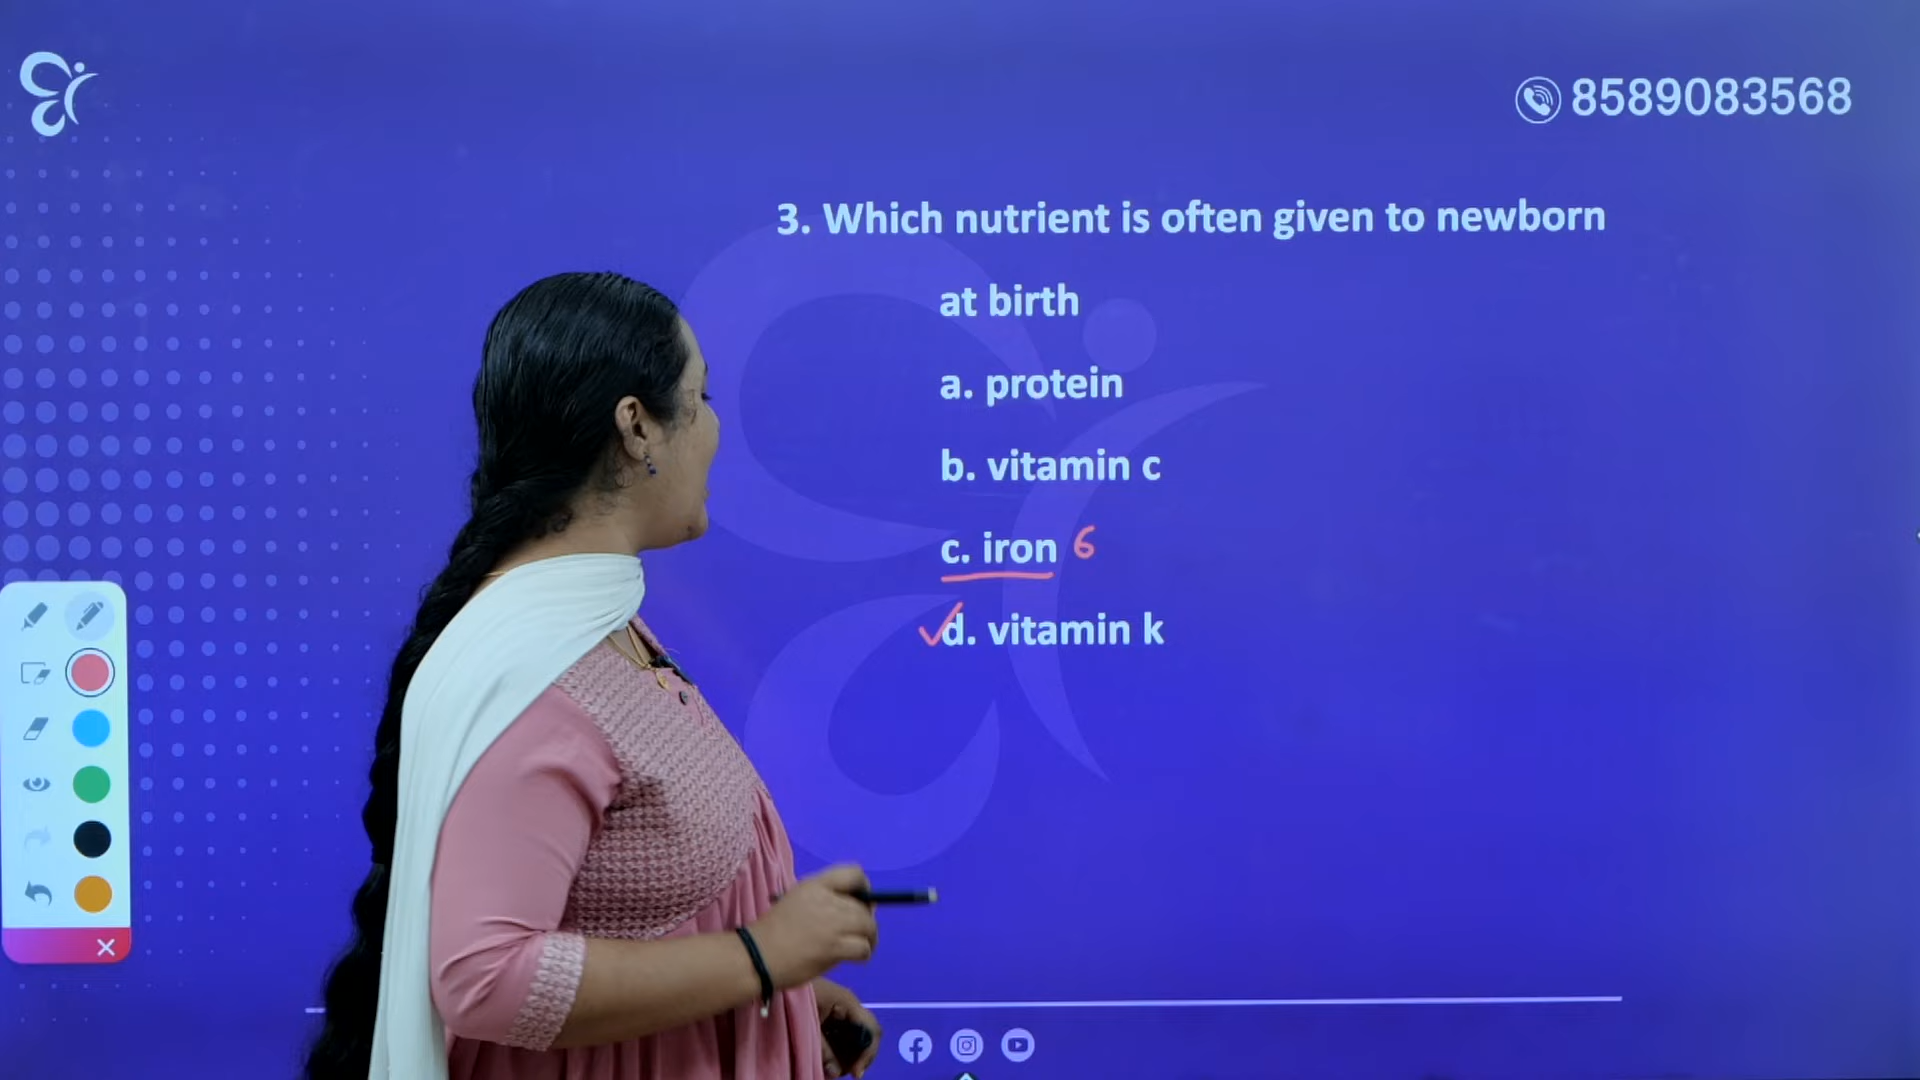 8589083568
3. Which nutrient is often given to newborn
at birth
a. protein
b. vitamin c
c. iron 6
d. vitamin k